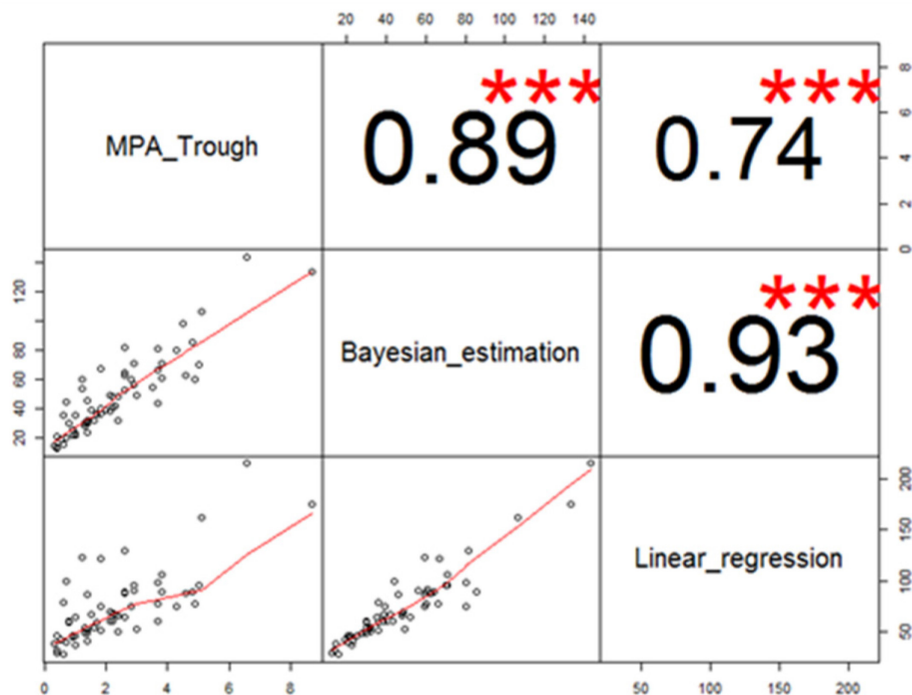 20 40 60 80 100 120 140
MPA_Trough
***
0.89
***
0.74
0 2 4 6 8
20 40 60 80 120
Bayesian_estimation
***
0.93
Linear_regression
50 100 150 200
0 2 4 6 8
50 100 150 200